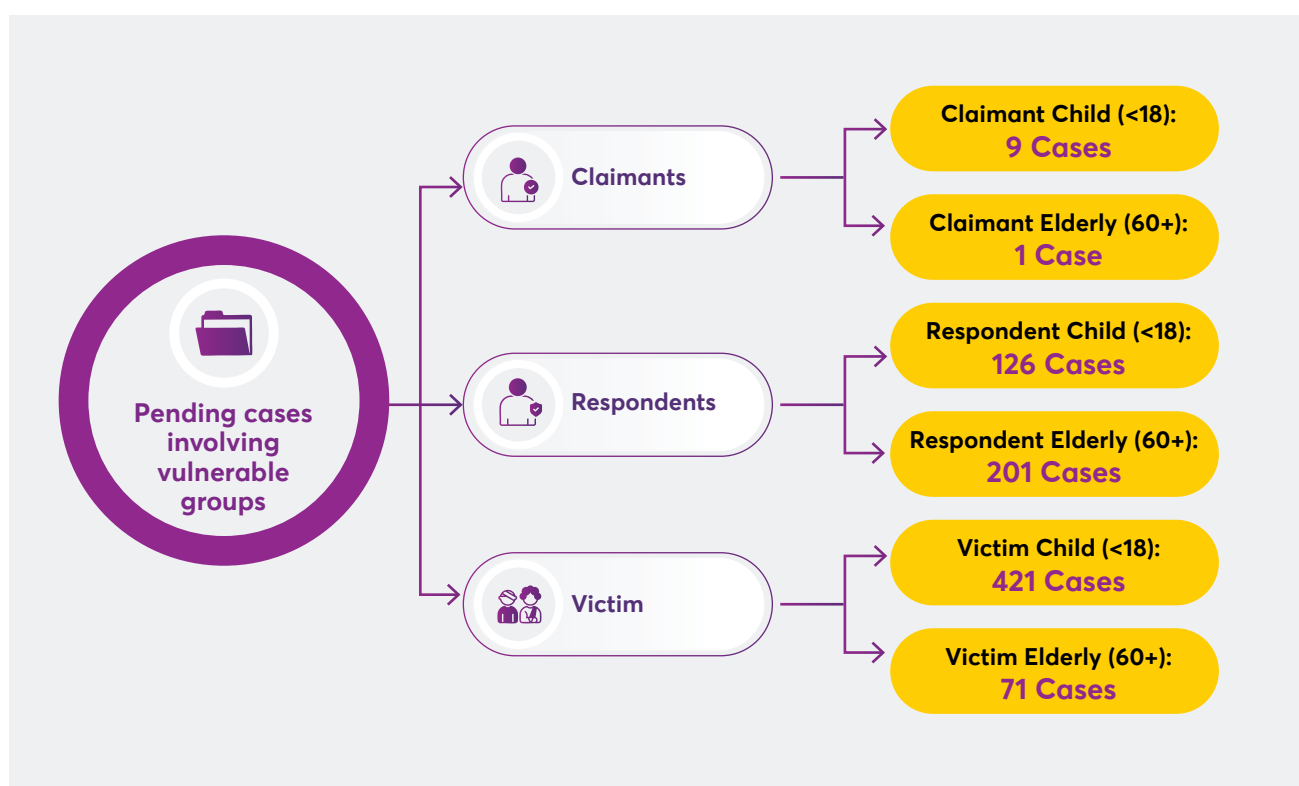 Pending cases
involving
vulnerable
groups
Claimants
Claimant Child (<18):
9 Cases
Claimant Elderly (60+):
1 Case
Respondents
Respondent Child (<18):
126 Cases
Respondent Elderly (60+):
201 Cases
Victim
Victim Child (<18):
421 Cases
Victim Elderly (60+):
71 Cases